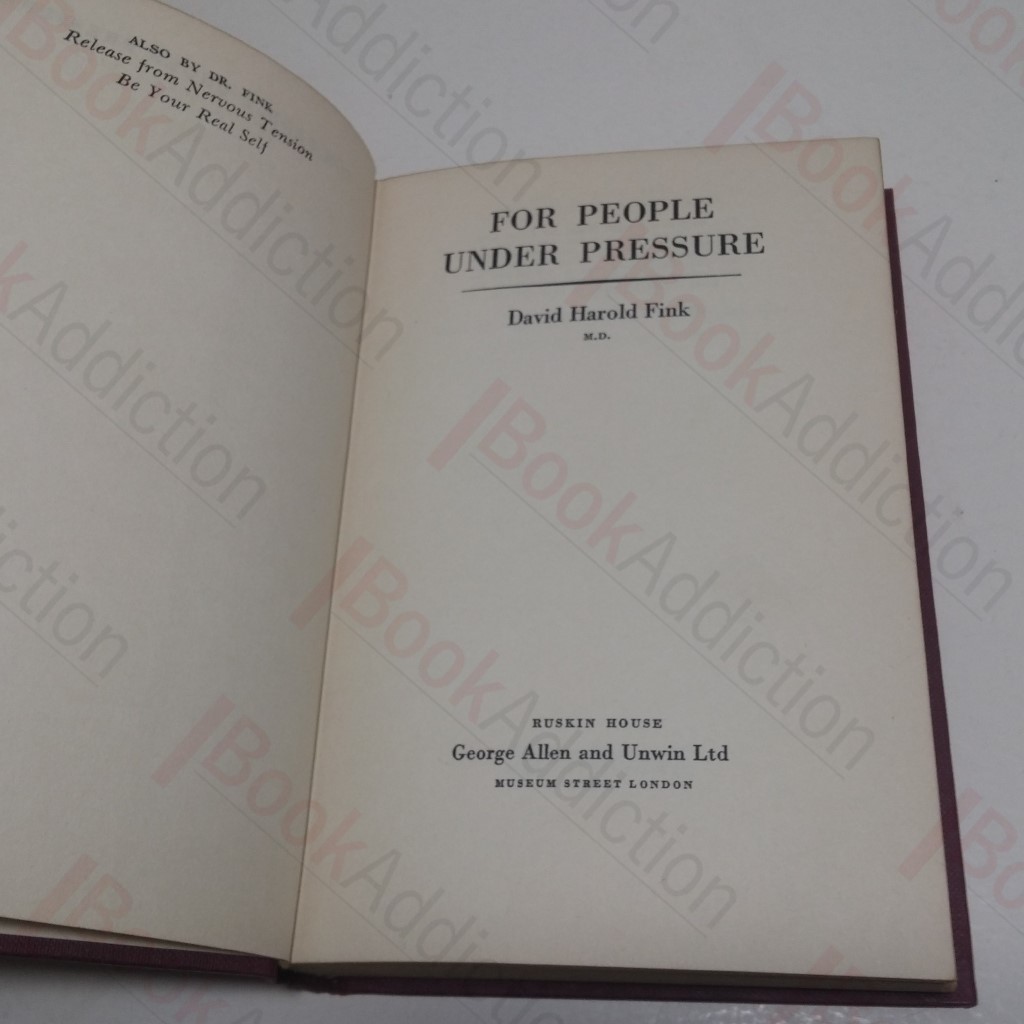 ALSO BY DR. FINK
Release from Nervous Tension
Be Your Real Self
FOR PEOPLE
UNDER PRESSURE
David Harold Fink
M.D.
RUSKIN HOUSE
George Allen and Unwin Ltd
MUSEUM STREET LONDON
BookAddiction